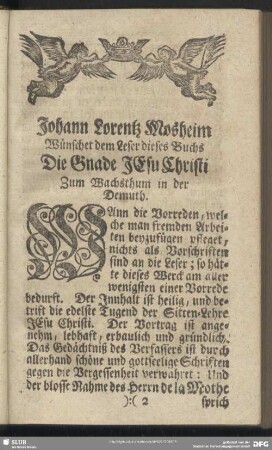 Johann Lorentz Mosheim
Wünschet dem Leser dieses Buchs
Die Gnade JEsu Christi
Zum Wachsthum in der
Demuth.
WAnn die Vorreden, wel-
che man fremden Arbei-
ten beyzufügen pfleget,
nichts als Vorschriften
sind an die Leser; so hät-
te dieses Werck am aller
wenigsten einer Vorrede
bedurft. Der Innhalt ist heilig, und be-
trift die edelste Tugend der Sitten-Lehre
JEsu Christi. Der Vortrag ist ange-
nehm, lebhaft, erbaulich und gründlich.
Das Gedächtniß des Verfassers ist durch
allerhand schöne und gottseelige Schriften
gegen die Vergessenheit verwahrt: Und
der blosse Nahme des Herrn de la Mothe
):( 2
sprich
SLUB